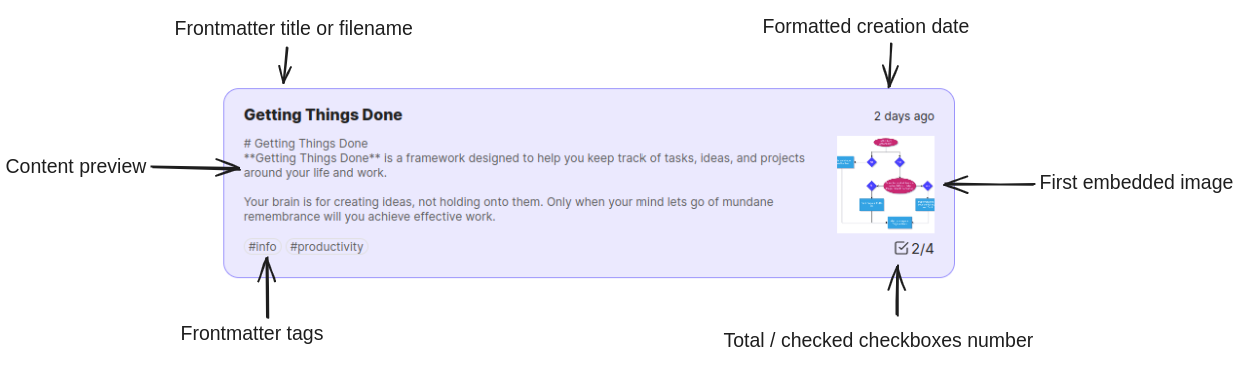 Frontmatter title or filename
Formatted creation date
Getting Things Done
2 days ago
# Getting Things Done
**Getting Things Done** is a framework designed to help you keep track of tasks, ideas, and projects
around your life and work.
Content preview
First embedded image
Your brain is for creating ideas, not holding onto them. Only when your mind lets go of mundane
remembrance will you achieve effective work.
#info #productivity
2/4
Frontmatter tags
Total / checked checkboxes number